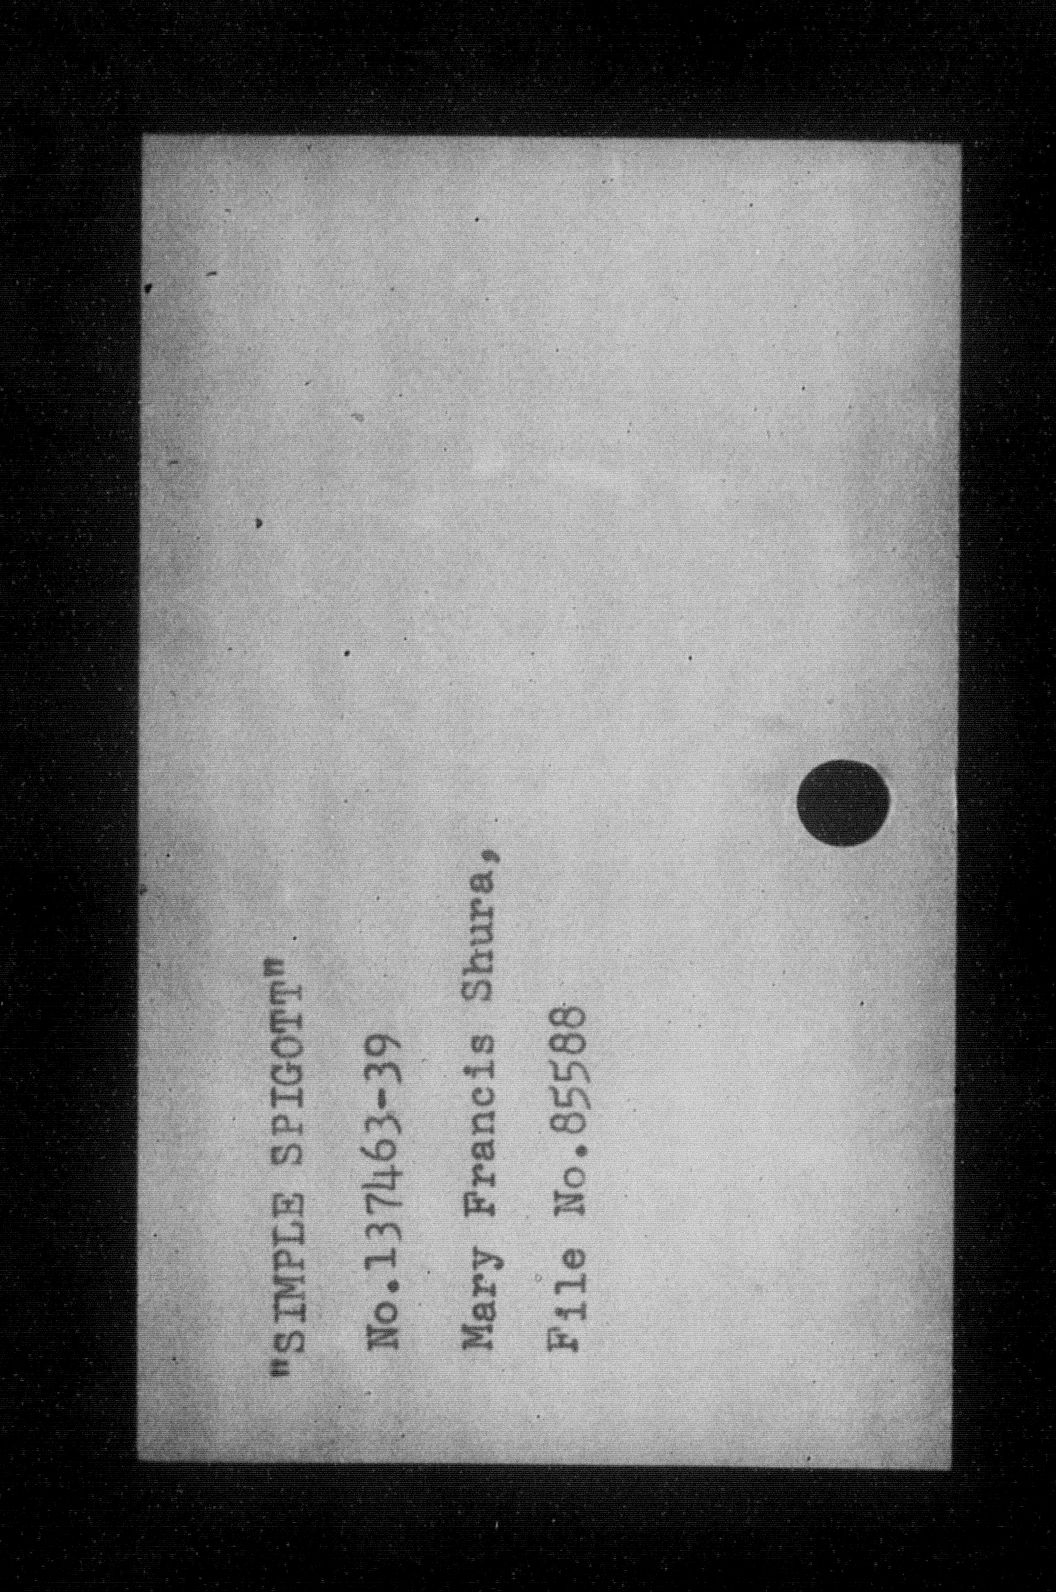 "SIMPLE SPIGOTT"
No.137463-39
Mary Francis Shura,
File No.85588